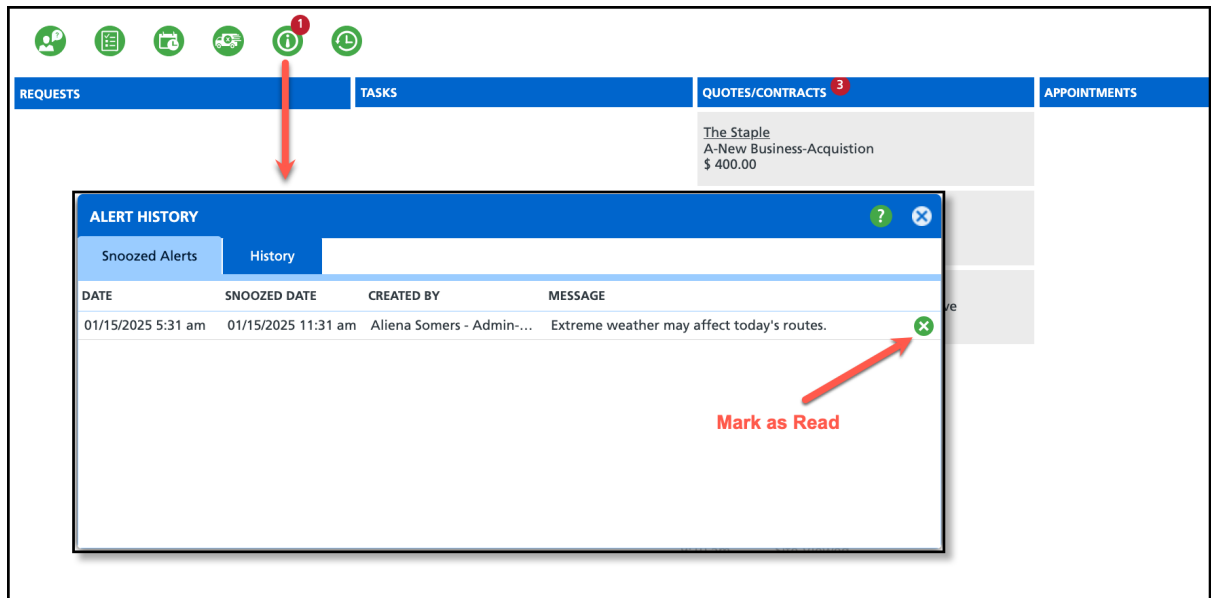 1
REQUESTS
TASKS
QUOTES/CONTRACTS 3
APPOINTMENTS
The Staple
A-New Business-Acquistion
$ 400.00
ALERT HISTORY
?
Snoozed Alerts
History
ve
DATE
SNOOZED DATE
CREATED BY
MESSAGE
01/15/2025 5:31 am
01/15/2025 11:31 am
Aliena Somers - Admin-...
Extreme weather may affect today's routes.
Mark as Read